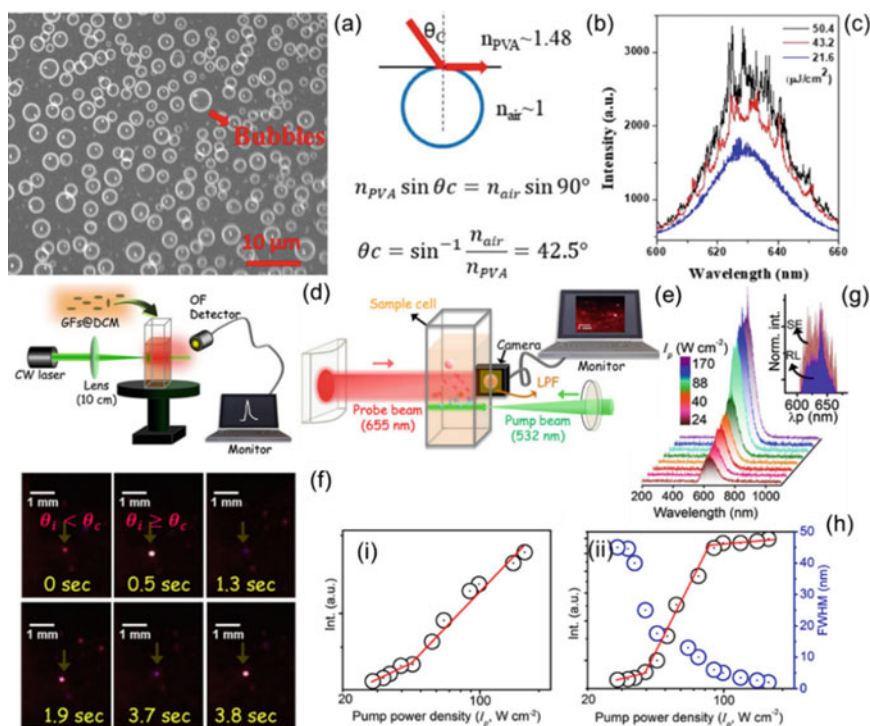 (a)
Bubbles
10 μm
θC
nPVA~1.48
nair~1
nPVA sin θc = nair sin 90°
θc = sin⁻¹ nair/nPVA = 42.5°
(b)
(c)
50.4
43.2
21.6
(μJ/cm²)
3000
2000
1000
Intensity (a.u.)
600 620 640 660
Wavelength (nm)
(d)
GFs@DCM
OF
Detector
CW laser
Lens
(10 cm)
Monitor
Sample cell
Camera
Monitor
LPF
Probe beam
(655 nm)
Pump beam
(532 nm)
(e)
(g)
Ip (W cm⁻²)
170
88
40
24
Norm. int.
SE
RL
600 650
λp (nm)
200 400 600 800 1000
Wavelength (nm)
(f)
1 mm
θi < θc
0 sec
1 mm
θi ≥ θc
0.5 sec
1 mm
1.3 sec
1 mm
1.9 sec
1 mm
3.7 sec
1 mm
3.8 sec
(h)
(i)
Int. (a.u.)
20 100
Pump power density (Ip, W cm⁻²)
(ii)
Int. (a.u.)
50
40
30
20
10
0
FWHM (nm)
20 100
Pump power density (Ip, W cm⁻²)